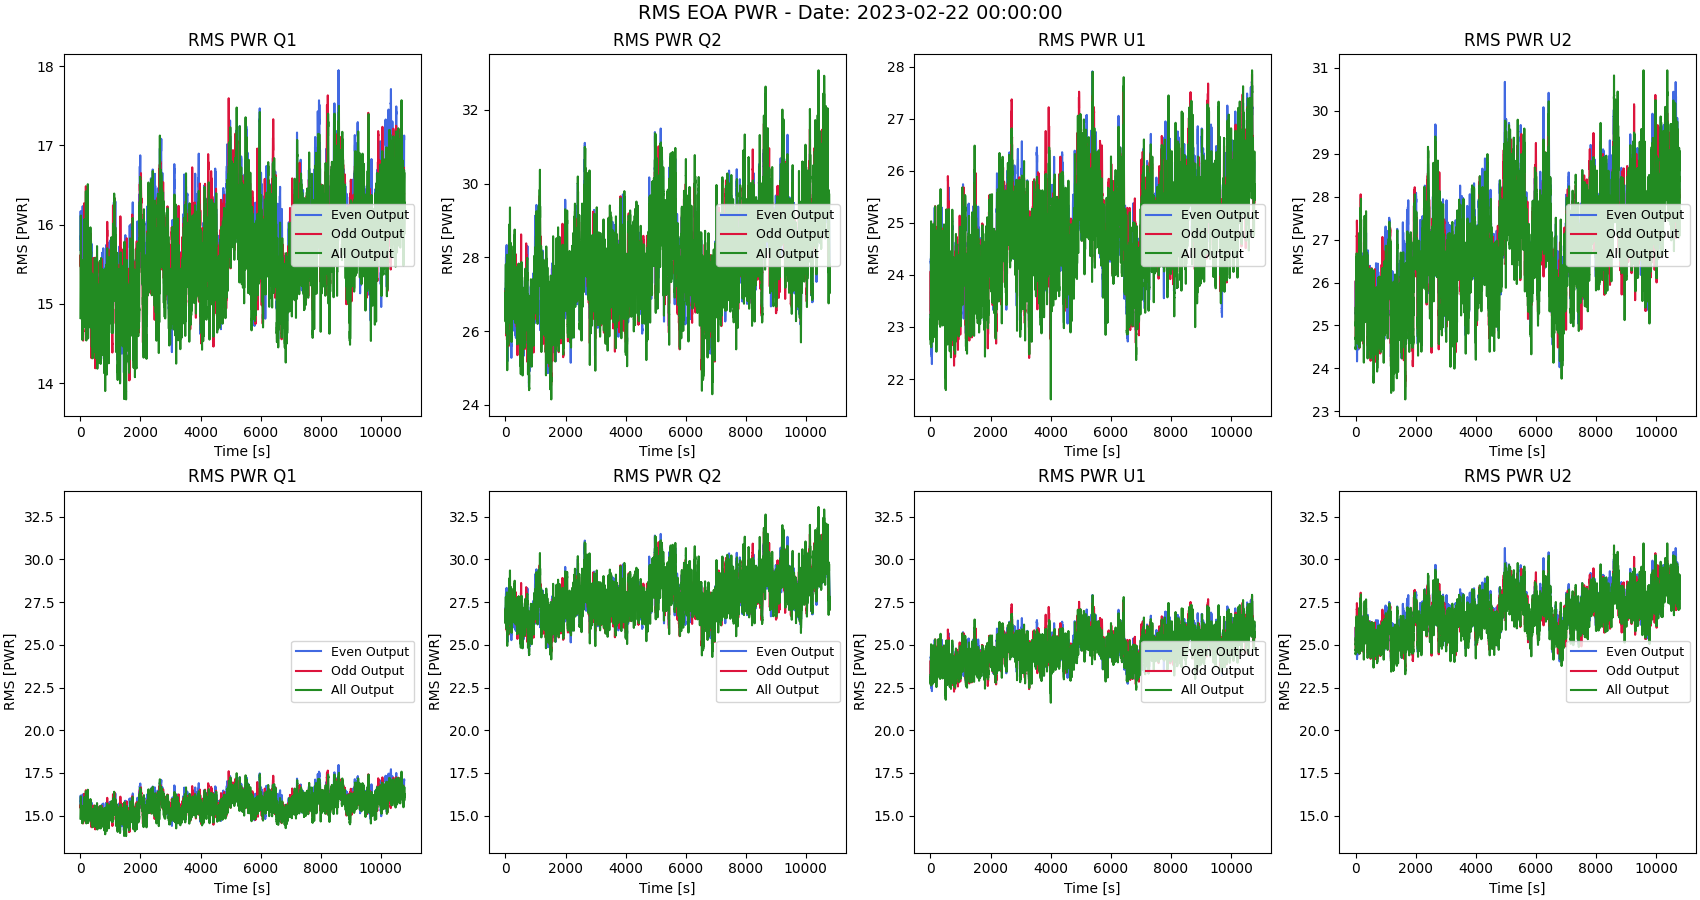 RMS EOA PWR - Date: 2023-02-22 00:00:00
RMS PWR Q1
RMS [PWR]
18
17
16
15
14
0 2000 4000 6000 8000 10000
Time [s]
Even Output
Odd Output
All Output
RMS PWR Q2
RMS [PWR]
32
30
28
26
24
0 2000 4000 6000 8000 10000
Time [s]
Even Output
Odd Output
All Output
RMS PWR U1
RMS [PWR]
28
27
26
25
24
23
22
0 2000 4000 6000 8000 10000
Time [s]
Even Output
Odd Output
All Output
RMS PWR U2
RMS [PWR]
31
30
29
28
27
26
25
24
23
0 2000 4000 6000 8000 10000
Time [s]
Even Output
Odd Output
All Output
RMS PWR Q1
RMS [PWR]
32.5
30.0
27.5
25.0
22.5
20.0
17.5
15.0
0 2000 4000 6000 8000 10000
Time [s]
Even Output
Odd Output
All Output
RMS PWR Q2
RMS [PWR]
32.5
30.0
27.5
25.0
22.5
20.0
17.5
15.0
0 2000 4000 6000 8000 10000
Time [s]
Even Output
Odd Output
All Output
RMS PWR U1
RMS [PWR]
32.5
30.0
27.5
25.0
22.5
20.0
17.5
15.0
0 2000 4000 6000 8000 10000
Time [s]
Even Output
Odd Output
All Output
RMS PWR U2
RMS [PWR]
32.5
30.0
27.5
25.0
22.5
20.0
17.5
15.0
0 2000 4000 6000 8000 10000
Time [s]
Even Output
Odd Output
All Output